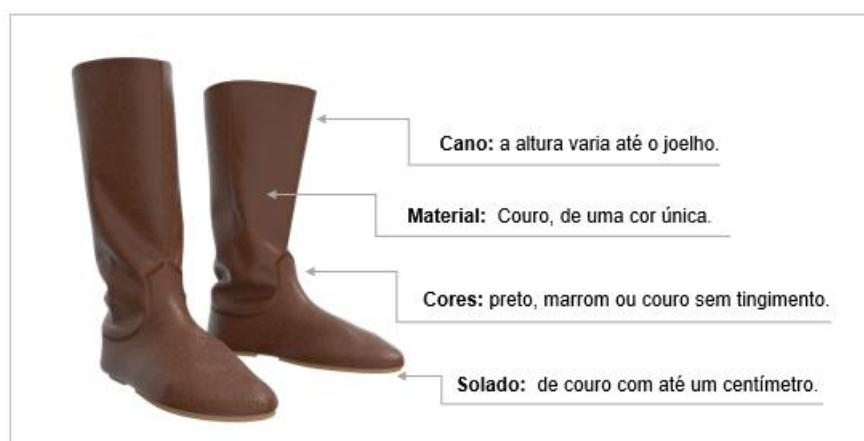 Cano: a altura varia até o joelho.
Material: Couro, de uma cor única.
Cores: preto, marrom ou couro sem tingimento.
Solado: de couro com até um centímetro.